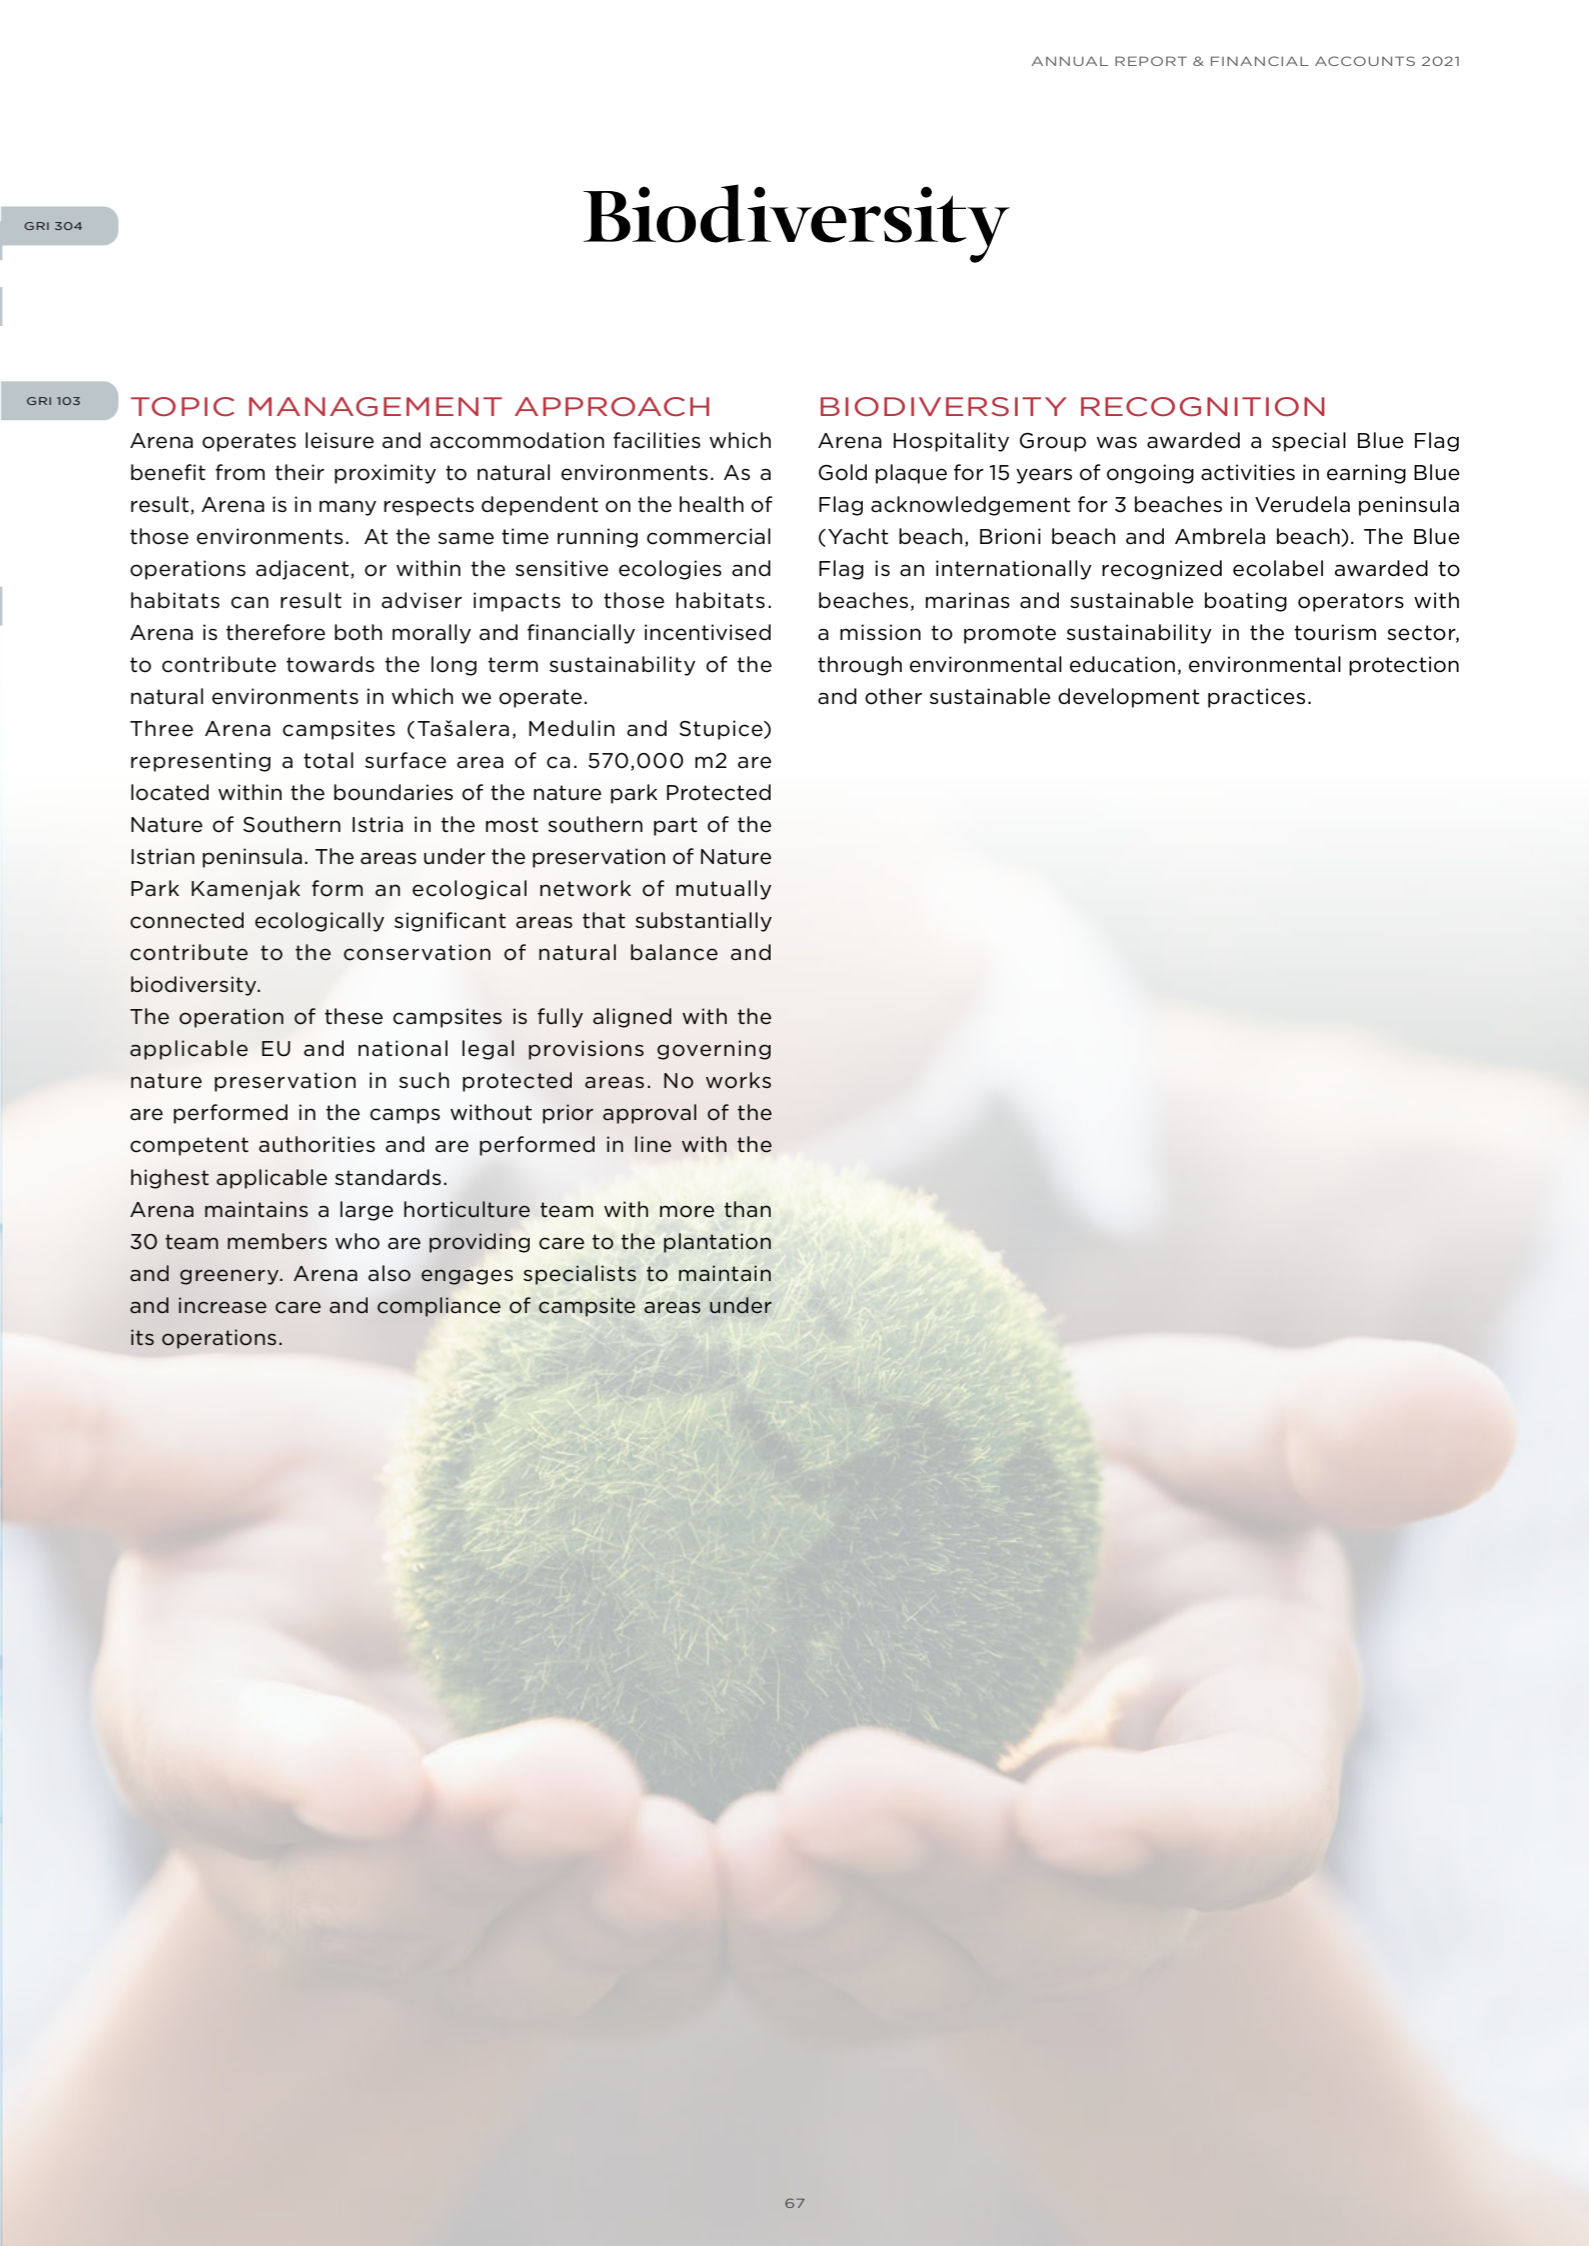 ANNUAL REPORT & FINANCIAL ACCOUNTS 2021
Biodiversity
GRI 304
GRI 103
TOPIC MANAGEMENT APPROACH
Arena operates leisure and accommodation facilities which
benefit from their proximity to natural environments. As a
result, Arena is in many respects dependent on the health of
those environments. At the same time running commercial
operations adjacent, or within the sensitive ecologies and
habitats can result in adviser impacts to those habitats.
Arena is therefore both morally and financially incentivised
to contribute towards the long term sustainability of the
natural environments in which we operate.
Three Arena campsites (Tašalera, Medulin and Stupice)
representing a total surface area of ca. 570,000 m2 are
located within the boundaries of the nature park Protected
Nature of Southern Istria in the most southern part of the
Istrian peninsula. The areas under the preservation of Nature
Park Kamenjak form an ecological network of mutually
connected ecologically significant areas that substantially
contribute to the conservation of natural balance and
biodiversity.
The operation of these campsites is fully aligned with the
applicable EU and national legal provisions governing
nature preservation in such protected areas. No works
are performed in the camps without prior approval of the
competent authorities and are performed in line with the
highest applicable standards.
Arena maintains a large horticulture team with more than
30 team members who are providing care to the plantation
and greenery. Arena also engages specialists to maintain
and increase care and compliance of campsite areas under
its operations.
BIODIVERSITY RECOGNITION
Arena Hospitality Group was awarded a special Blue Flag
Gold plaque for 15 years of ongoing activities in earning Blue
Flag acknowledgement for 3 beaches in Verudela peninsula
(Yacht beach, Brioni beach and Ambrela beach). The Blue
Flag is an internationally recognized ecolabel awarded to
beaches, marinas and sustainable boating operators with
a mission to promote sustainability in the tourism sector,
through environmental education, environmental protection
and other sustainable development practices.
67